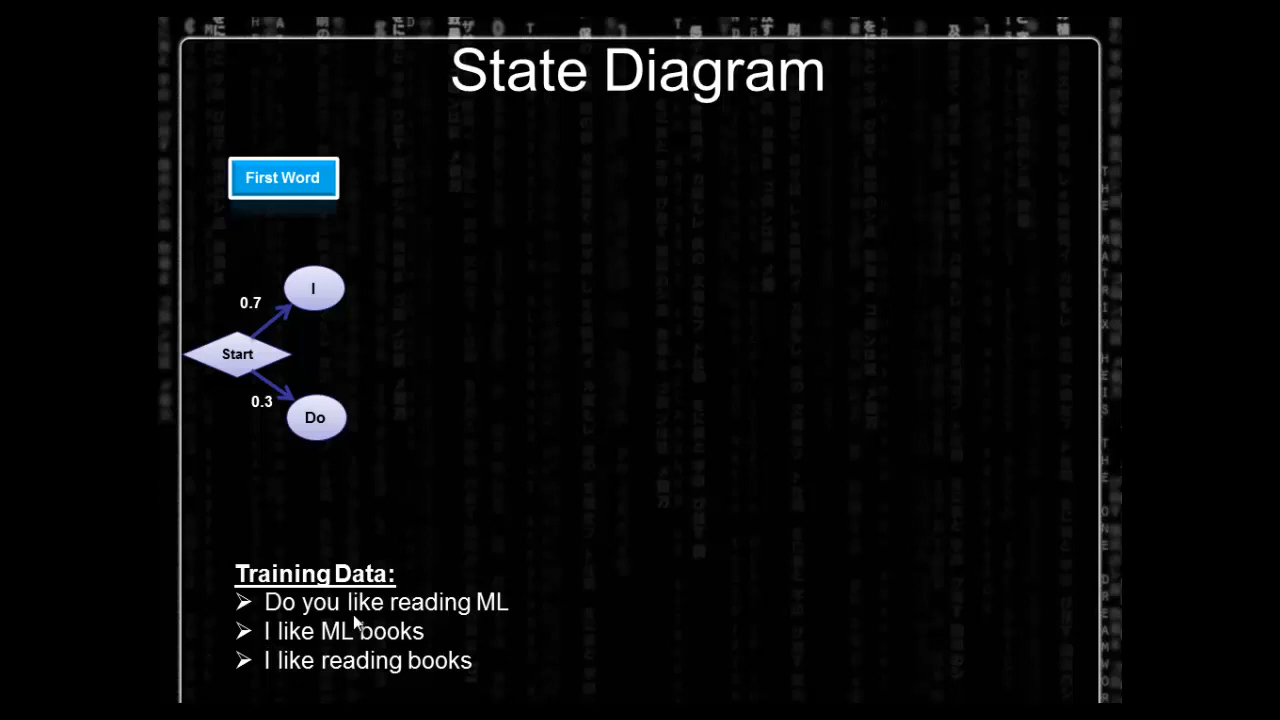 State Diagram
First Word
I
0.7
Start
0.3
Do
Training Data:
➢ Do you like reading ML
➢ I like ML books
➢ I like reading books